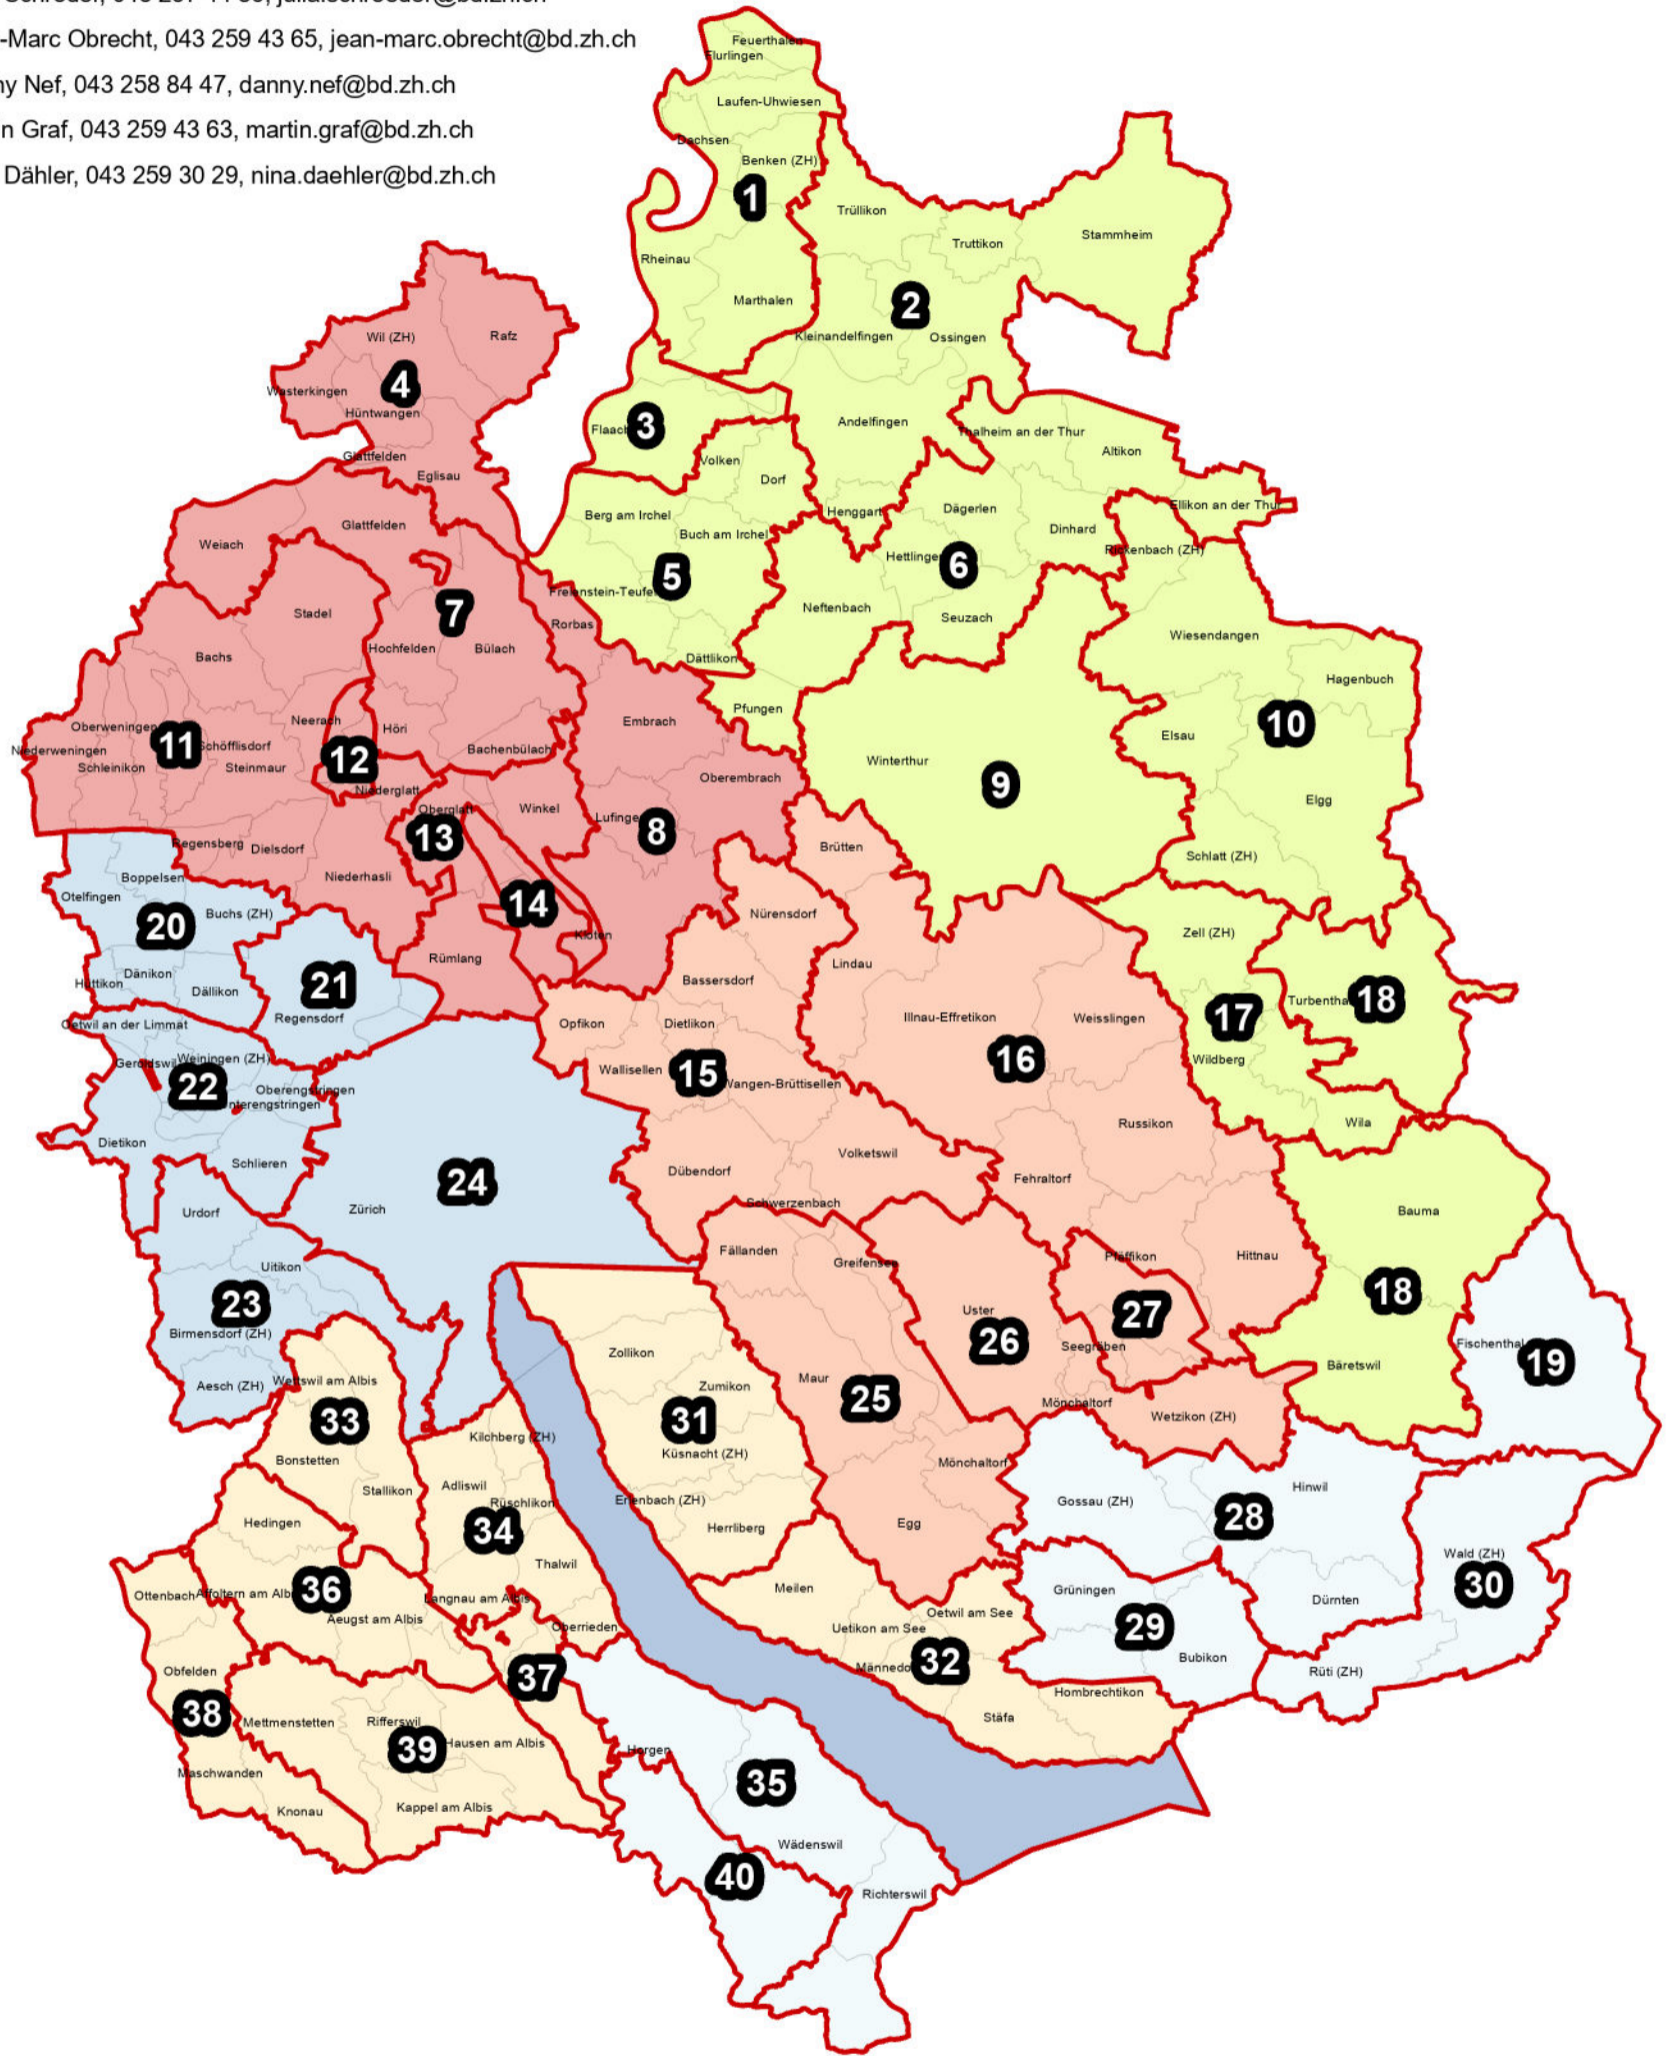 043 259 43 65, jean-marc.obrecht@bd.zh.ch
-Marc Obrecht,
ny Nef, 043 258 84 47, danny.nef@bd.zh.ch
n Graf, 043 259 43 63, martin.graf@bd.zh.ch
Dähler, 043 259 30 29, nina.daehler@bd.zh.ch
Feuerthalen
Flurlingen
Laufen-Uhwiesen
Dachsen
Benken (ZH)
1
Trüllikon
Stammheim
Truttikon
Rheinau
Marthalen
2
Kleinandelfingen
Ossingen
Wil (ZH)
Rafz
4
Wasterkingen
Hüntwangen
3
Andelfingen
Thalheim an der Thur
Altikon
Glattfelden
Eglisau
Volken
Dorf
Ellikon an der Thur
Berg am Irchel
Henggart
Dägerlen
Glattfelden
Buch am Irchel
Dinhard
Weiach
Rickenbach (ZH)
5
6
Stadel
7
Neftenbach
Seuzach
Rorbas
Wiesendangen
Hochfelden
Bülach
Bachs
Dättlikon
Hagenbuch
Pfungen
Embrach
10
Neerach
Höri
Oberweningen
11
Schöfflisdorf
Elsau
Niederweningen
Bachenbülach
12
Schleinikon
Steinmaur
Winterthur
9
Oberembrach
Niederglatt
Elgg
Winkel
8
13
Regensberg
Dielsdorf
Brütten
Schlatt (ZH)
Boppelsen
Niederhasli
Otelfingen
14
Buchs (ZH)
Nürensdorf
20
Zell (ZH)
Kloten
Rümlang
Lindau
Dänikon
Hüttikon
Bassersdorf
21
Dällikon
18
Regensdorf
Illnau-Effretikon
Weisslingen
17
Oetwil an der Limmat
Opfikon
Dietlikon
Weiningen (ZH)
Wildberg
16
Wallisellen
15
Wangen-Brüttisellen
22
Oberengstringen
Wila
Russikon
Dietikon
Volketswil
Schlieren
Dübendorf
Fehraltorf
24
Schwerzenbach
Zürich
Urdorf
Bauma
Fällanden
Pfäffikon
Hittnau
Greifensee
Uitikon
18
23
Uster
27
Birmensdorf (ZH)
26
Seegräben
Fischenthal
19
Zollikon
Bäretswil
Maur
Wettswil am Albis
Aesch (ZH)
Zumikon
25
Mönchaltorf
Wetzikon (ZH)
33
31
Kilchberg (ZH)
Küsnacht (ZH)
Bonstetten
Mönchaltorf
Adliswil
Stallikon
Hinwil
Erlenbach (ZH)
Rüschlikon
Gossau (ZH)
28
Hedingen
Herrliberg
Egg
34
Wald (ZH)
Thalwil
30
Meilen
Grüningen
36
Ottenbach
Langnau am Albis
Dürnten
Oetwil am See
Aeugst am Albis
Oberrieden
Uetikon am See
29
Bubikon
32
Obfelden
37
Rüti (ZH)
38
Hombrechtikon
Mettmenstetten
Rifferswil
Stäfa
39
Hausen am Albis
Horgen
Maschwanden
35
Knonau
Kappel am Albis
Wädenswil
40
Richterswil